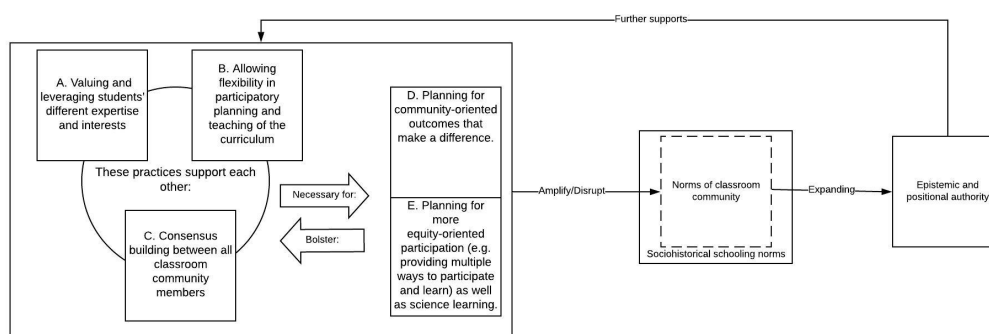 Further supports
A. Valuing and
leveraging students'
different expertise
and interests
B. Allowing
flexibility in
participatory
planning and
teaching of the
curriculum
These practices support each
other:
C. Consensus
building between all
classroom
community
members
Necessary for:
Bolster:
D. Planning for
community-oriented
outcomes that
make a difference.
E. Planning for
more
equity-oriented
participation (e.g.
providing multiple
ways to participate
and learn) as well
as science learning.
Amplify/Disrupt
Norms of classroom
community
Sociohistorical schooling norms
Expanding
Epistemic and
positional authority